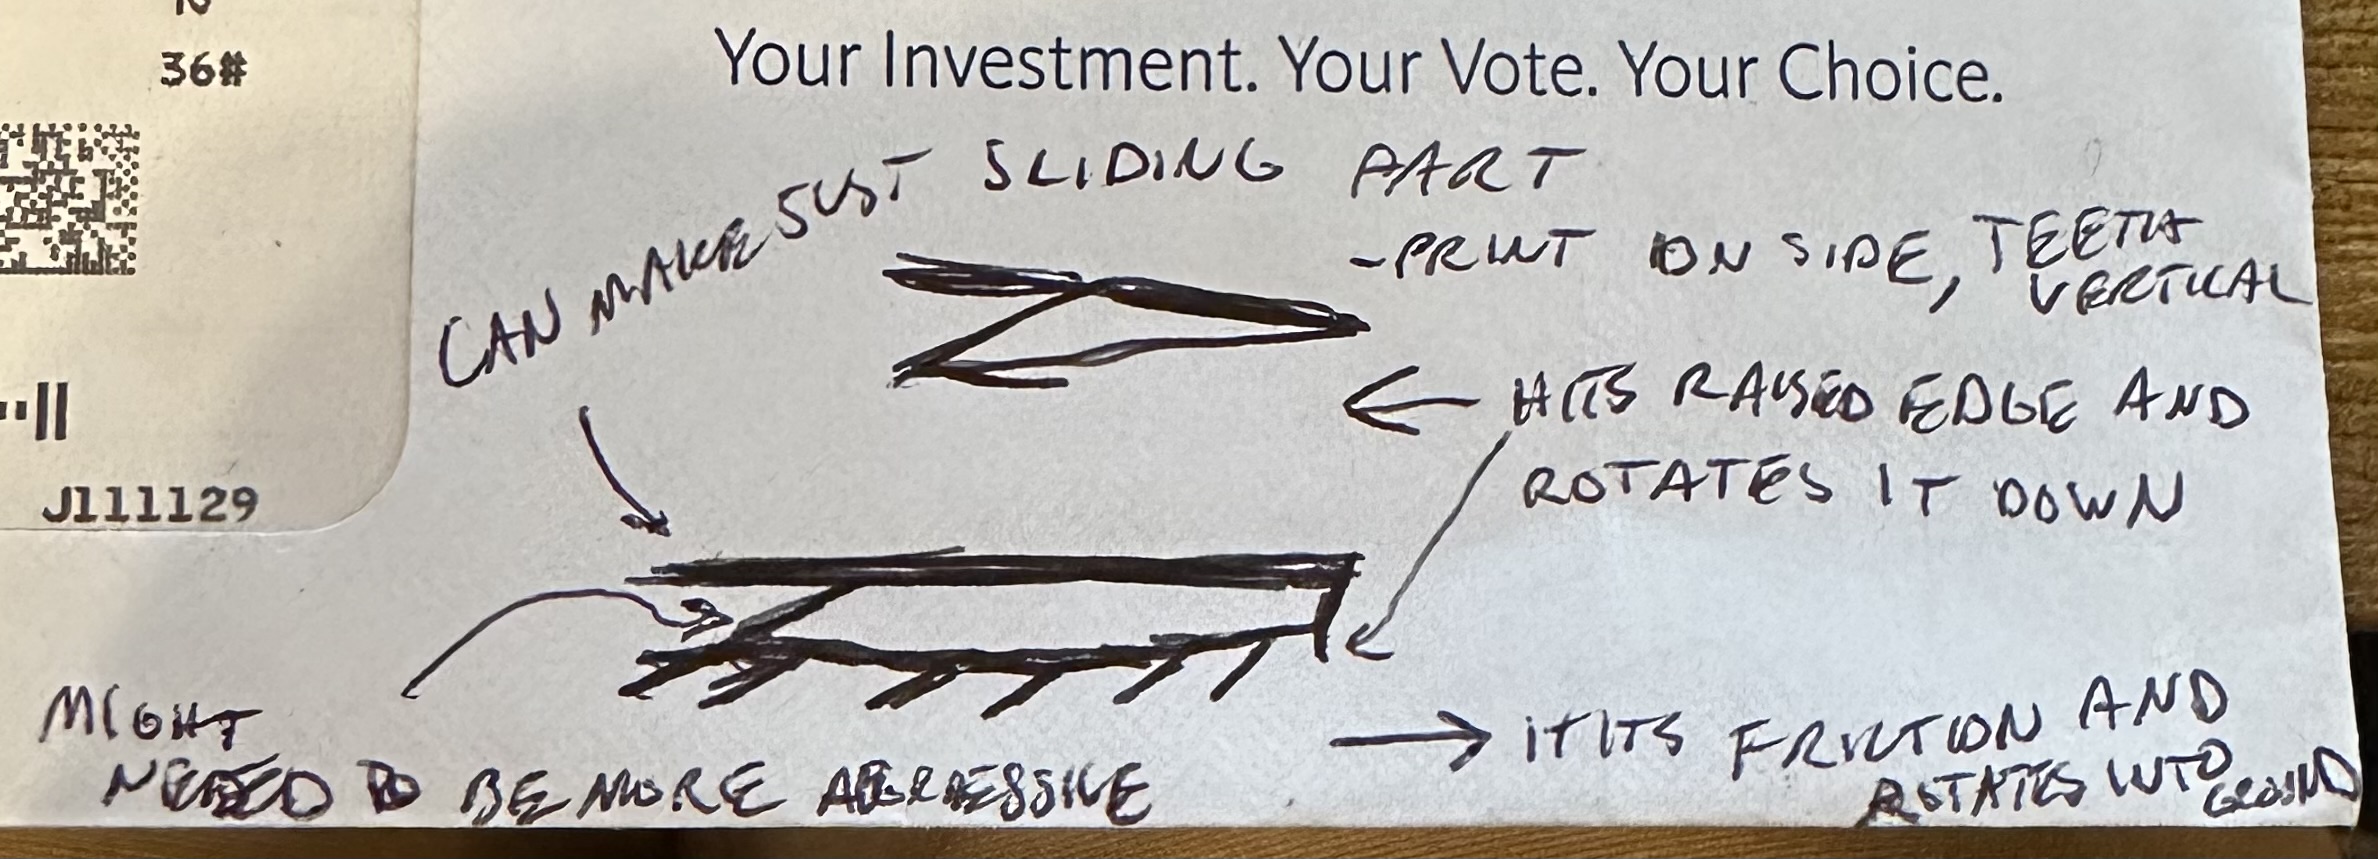 36#
Your Investment. Your Vote. Your Choice.
CAN MAKE JUST SLIDING PART
-PRINT ON SIDE, TEETH
VERTICAL
HITS RAISED EDGE AND
ROTATES IT DOWN
J111129
MIGHT
NEED TO BE MORE AGGRESSIVE
HITS FRICTION AND
ROTATES INTO GROUND